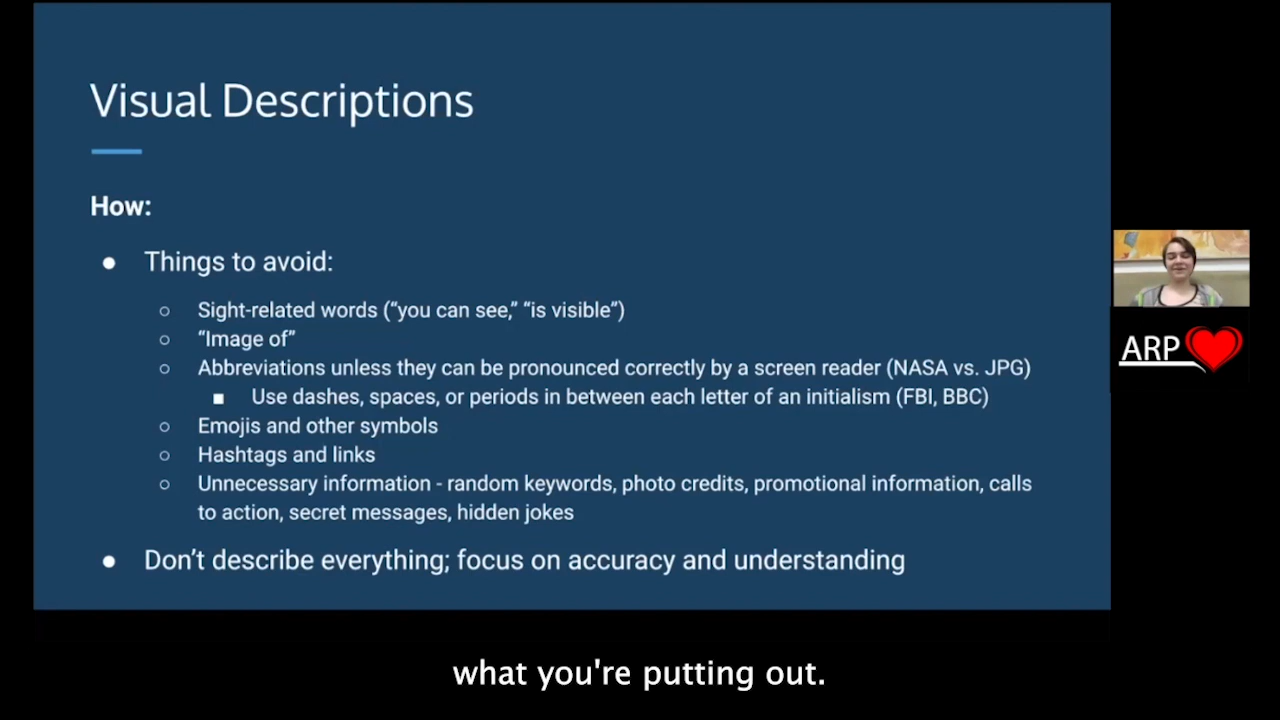 Visual Descriptions
How:
● Things to avoid:
○ Sight-related words (“you can see,” “is visible”)
○ “Image of”
○ Abbreviations unless they can be pronounced correctly by a screen reader (NASA vs. JPG)
■ Use dashes, spaces, or periods in between each letter of an initialism (FBI, BBC)
○ Emojis and other symbols
○ Hashtags and links
○ Unnecessary information - random keywords, photo credits, promotional information, calls
to action, secret messages, hidden jokes
● Don’t describe everything; focus on accuracy and understanding
ARP
what you're putting out.